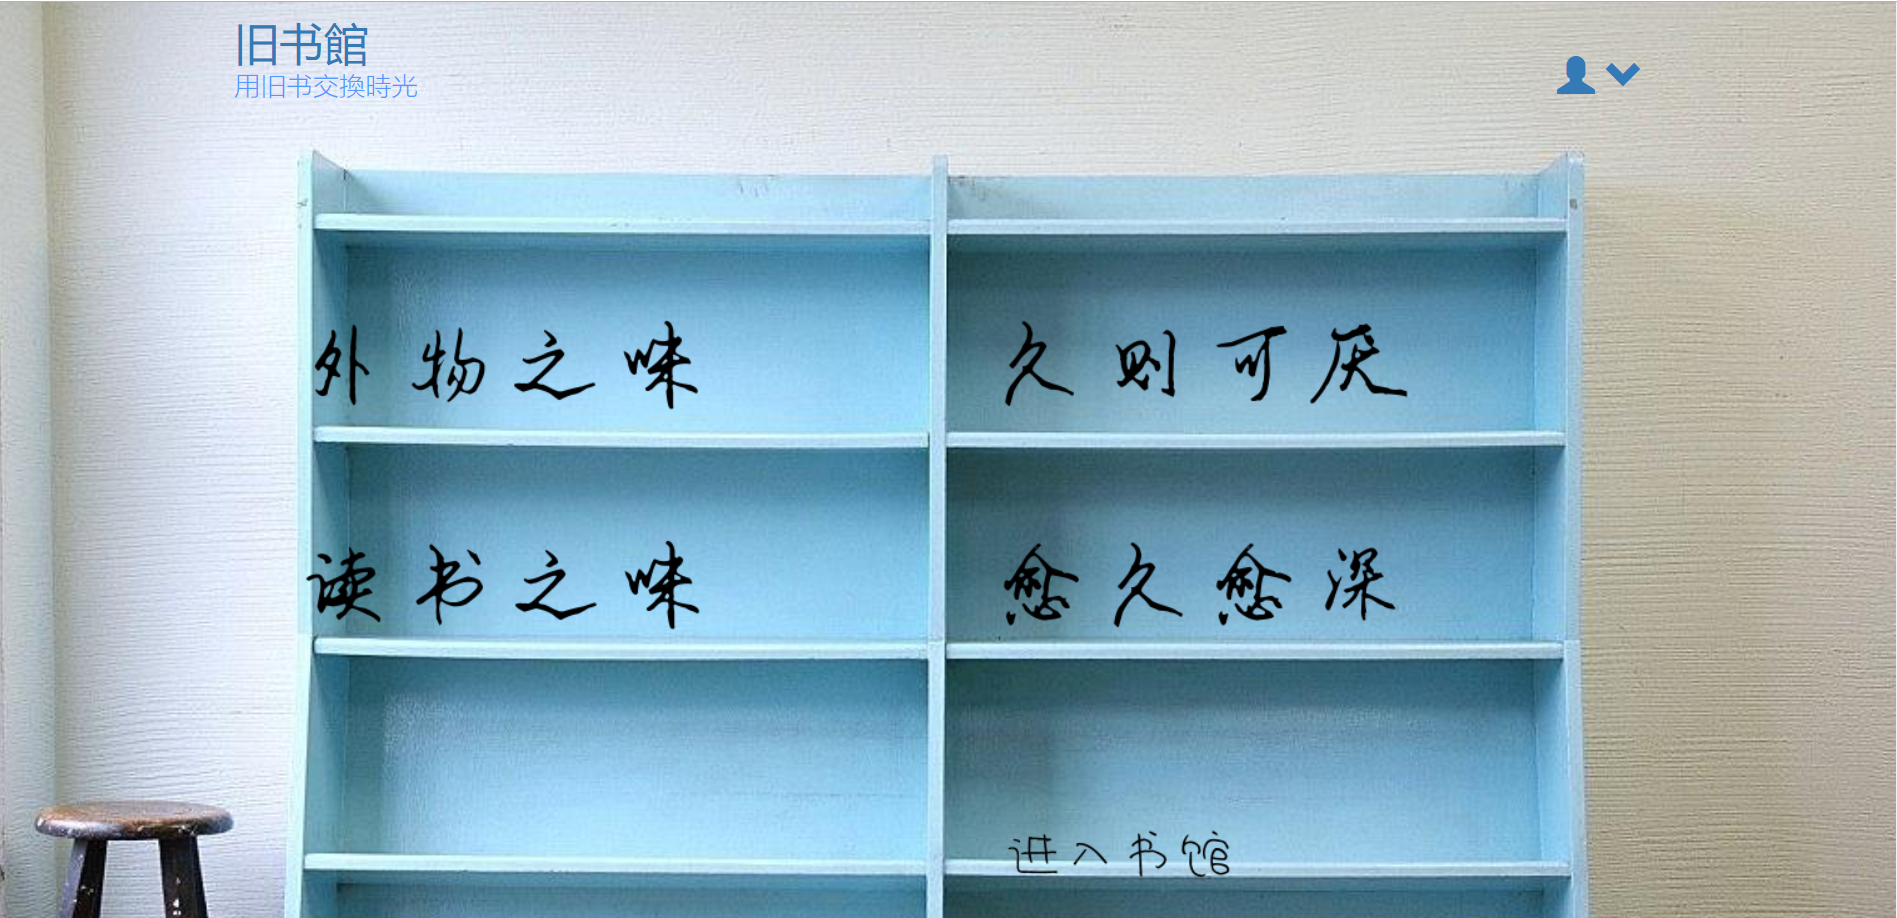 旧书館
用旧书交換時光
外物之味 久则可厌
读书之味 愈久愈深
进入书馆